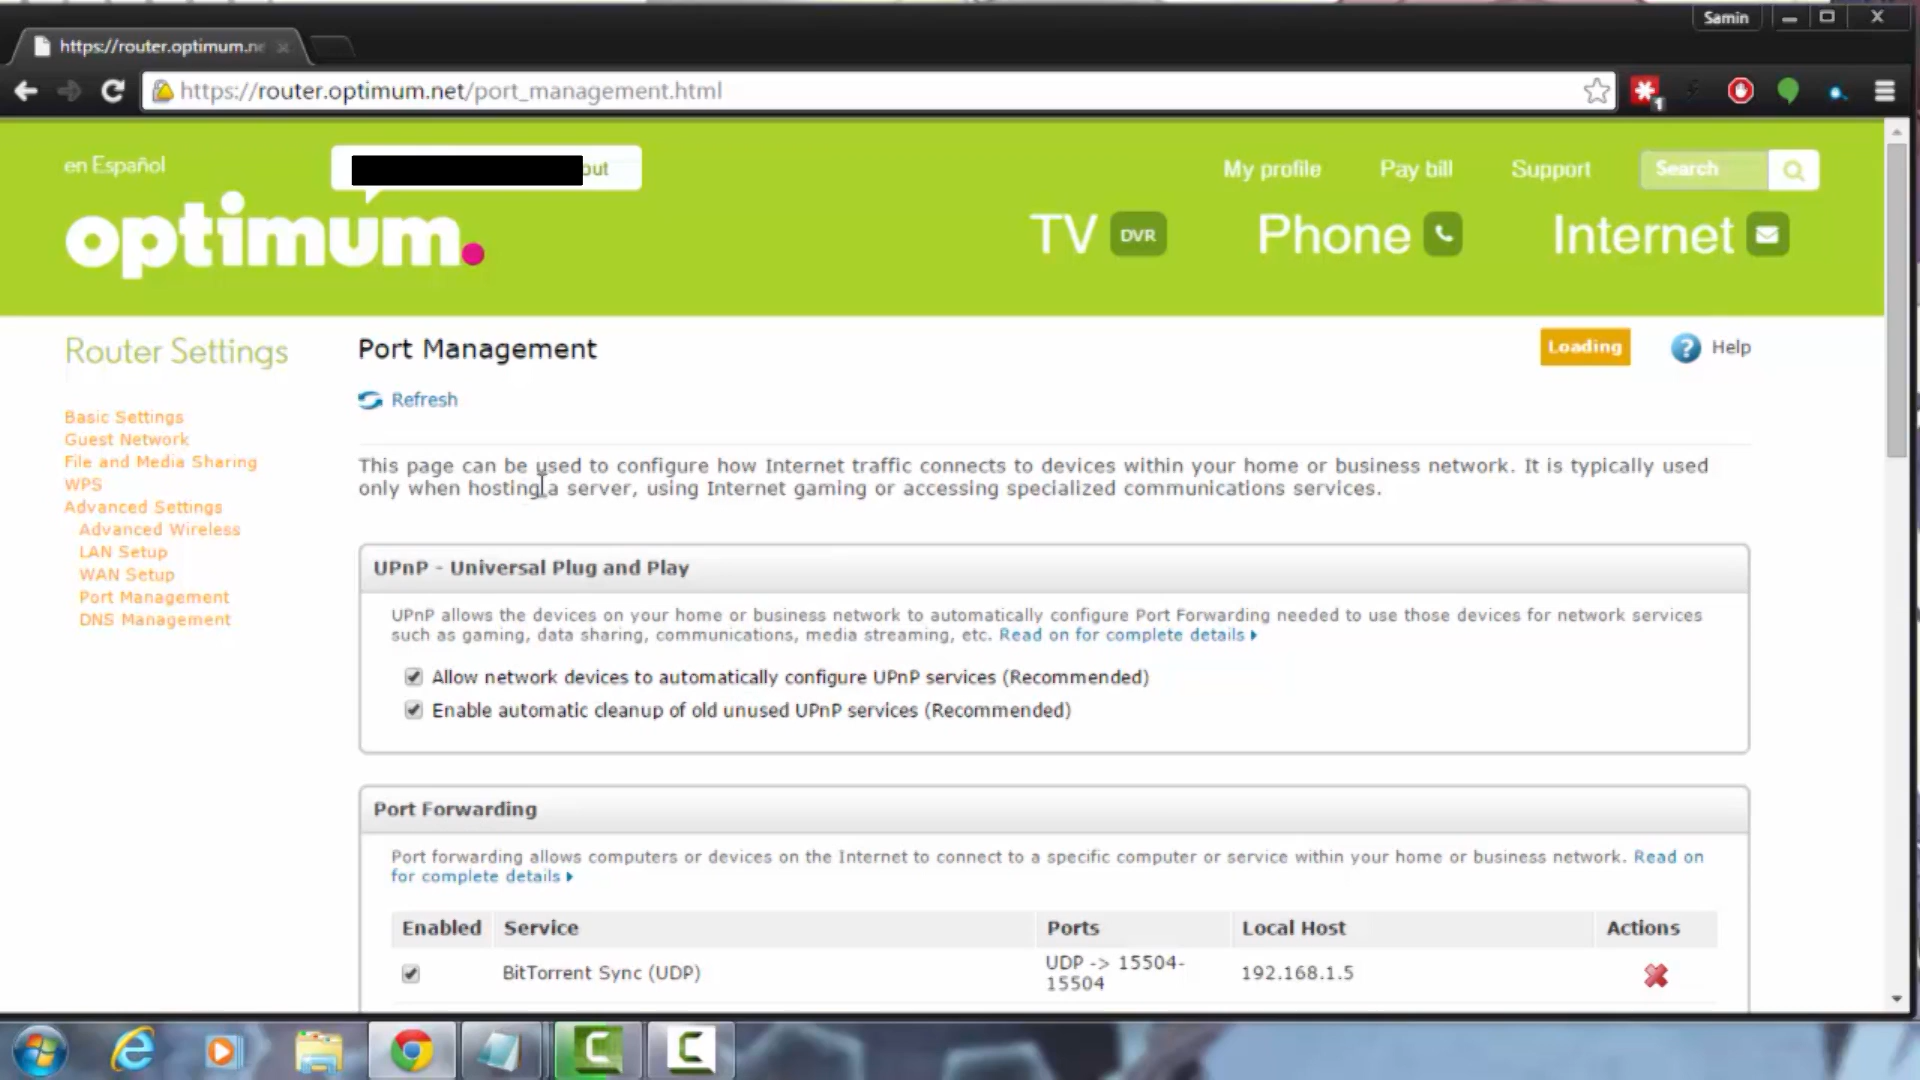 Samin
https://router.optimum.ne
https://router.optimum.net/port_management.html
1
en Español
out
My profile
Pay bill
Support
Search
optimum.
TV
DVR
Phone
Internet
Router Settings
Port Management
Loading
? Help
Refresh
Basic Settings
Guest Network
File and Media Sharing
WPS
Advanced Settings
Advanced Wireless
LAN Setup
WAN Setup
Port Management
DNS Management
This page can be used to configure how Internet traffic connects to devices within your home or business network. It is typically used
only when hosting a server, using Internet gaming or accessing specialized communications services.
UPnP - Universal Plug and Play
UPnP allows the devices on your home or business network to automatically configure Port Forwarding needed to use those devices for network services
such as gaming, data sharing, communications, media streaming, etc. Read on for complete details
Allow network devices to automatically configure UPnP services (Recommended)
Enable automatic cleanup of old unused UPnP services (Recommended)
Port Forwarding
Port forwarding allows computers or devices on the Internet to connect to a specific computer or service within your home or business network. Read on
for complete details
Enabled Service Ports Local Host Actions
BitTorrent Sync (UDP) UDP -> 15504-
15504 192.168.1.5